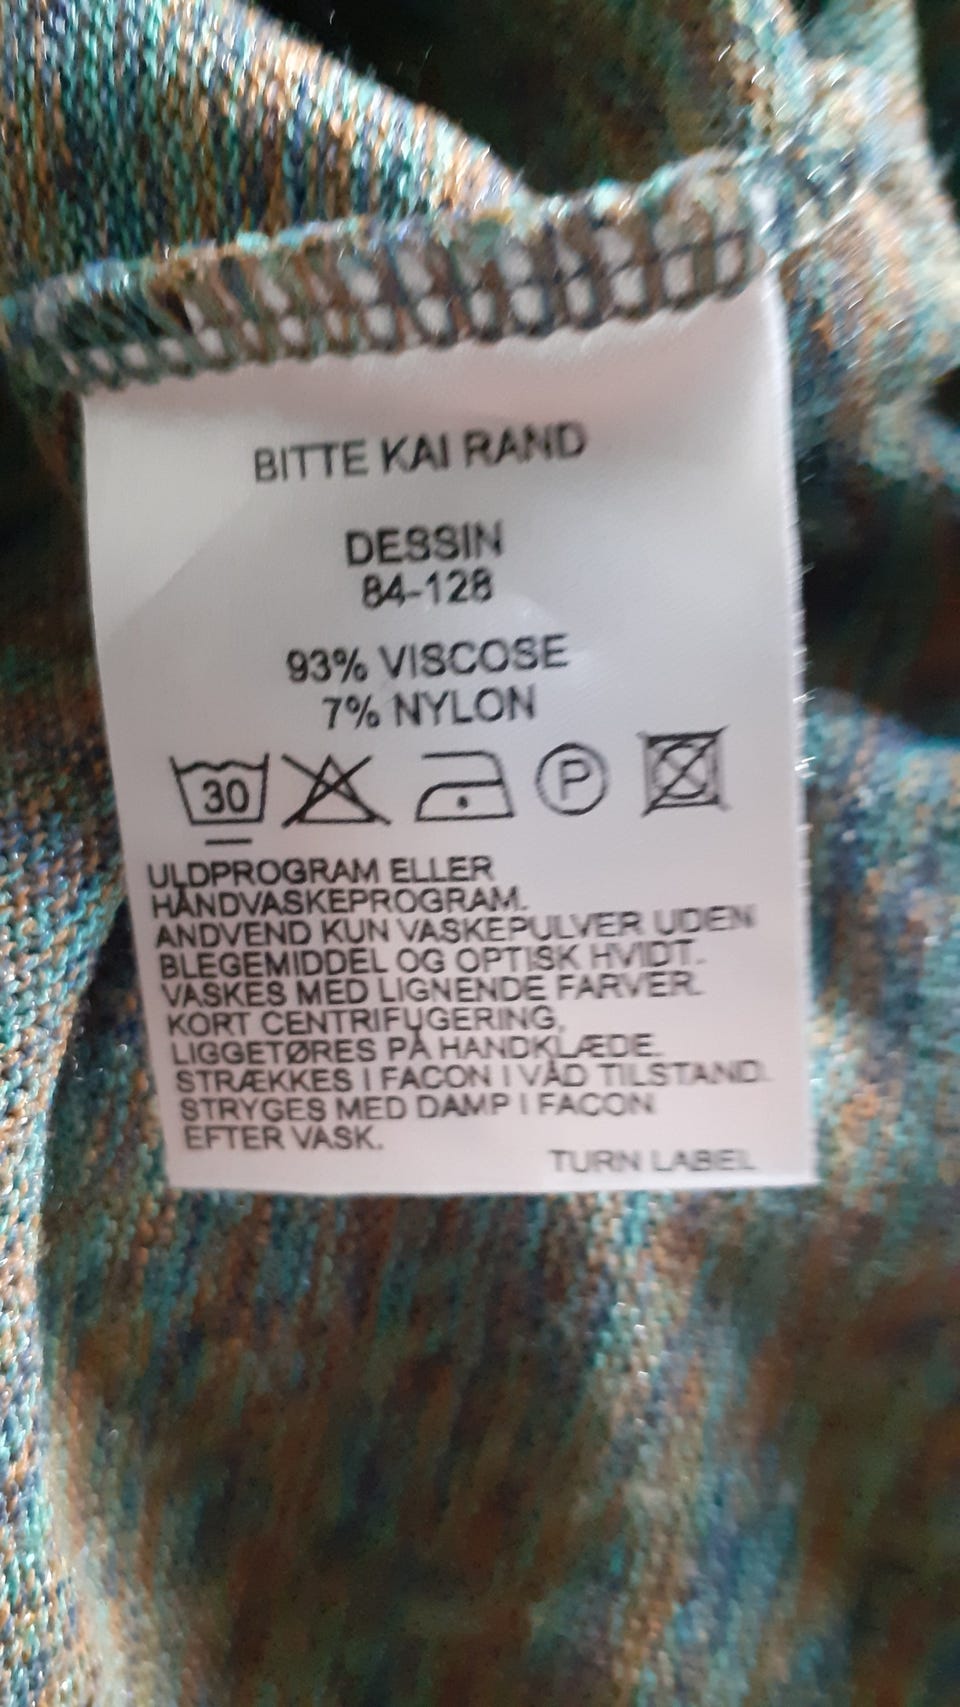 BITTE KAI RAND
DESSIN
84-128
93% VISCOSE
7% NYLON
30 P
ULDPROGRAM ELLER
HÅNDVASKEPROGRAM.
ANDVEND KUN VASKEPULVER UDEN
BLEGEMIDDEL OG OPTISK HVIDT.
VASKES MED LIGNENDE FARVER.
KORT CENTRIFUGERING,
LIGGETØRES PÅ HANDKLÆDE.
STRÆKKES I FACON I VÅD TILSTAND.
STRYGES MED DAMP I FACON
EFTER VASK.
TURN LABEL